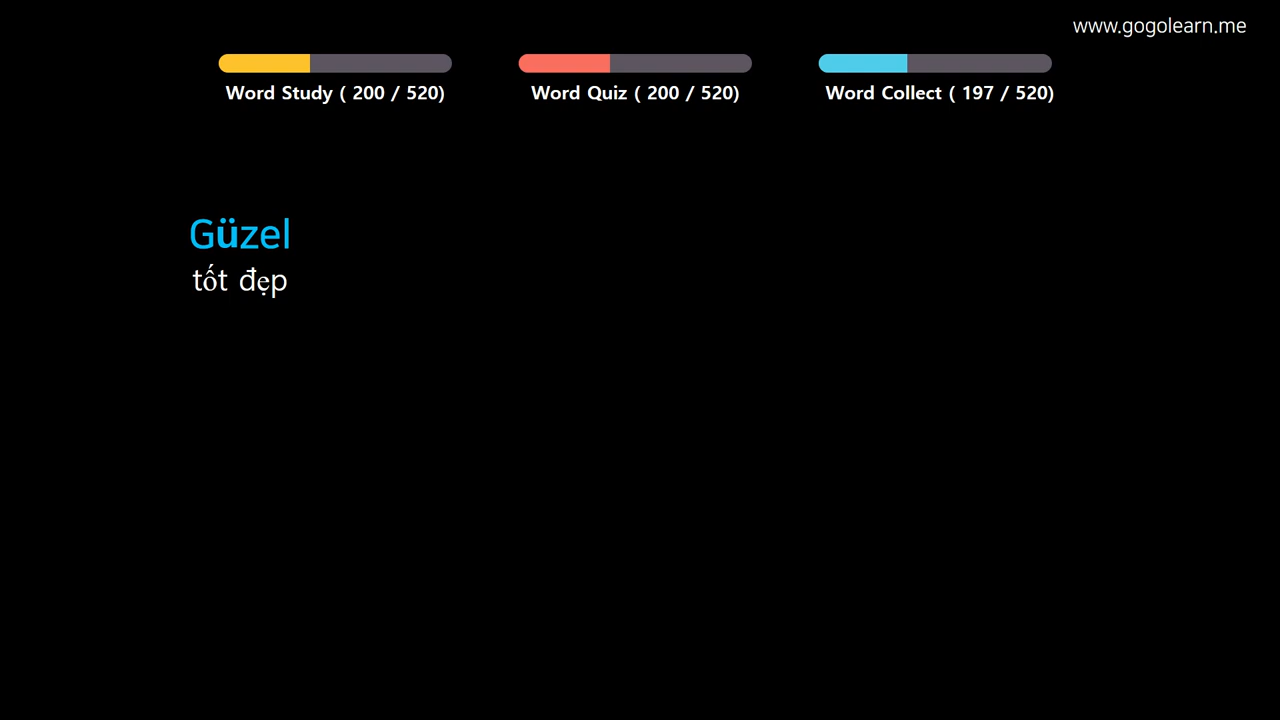 www.gogolearn.me
Word Study ( 200 / 520)
Word Quiz ( 200 / 520)
Word Collect ( 197 / 520)
Güzel
tốt đẹp